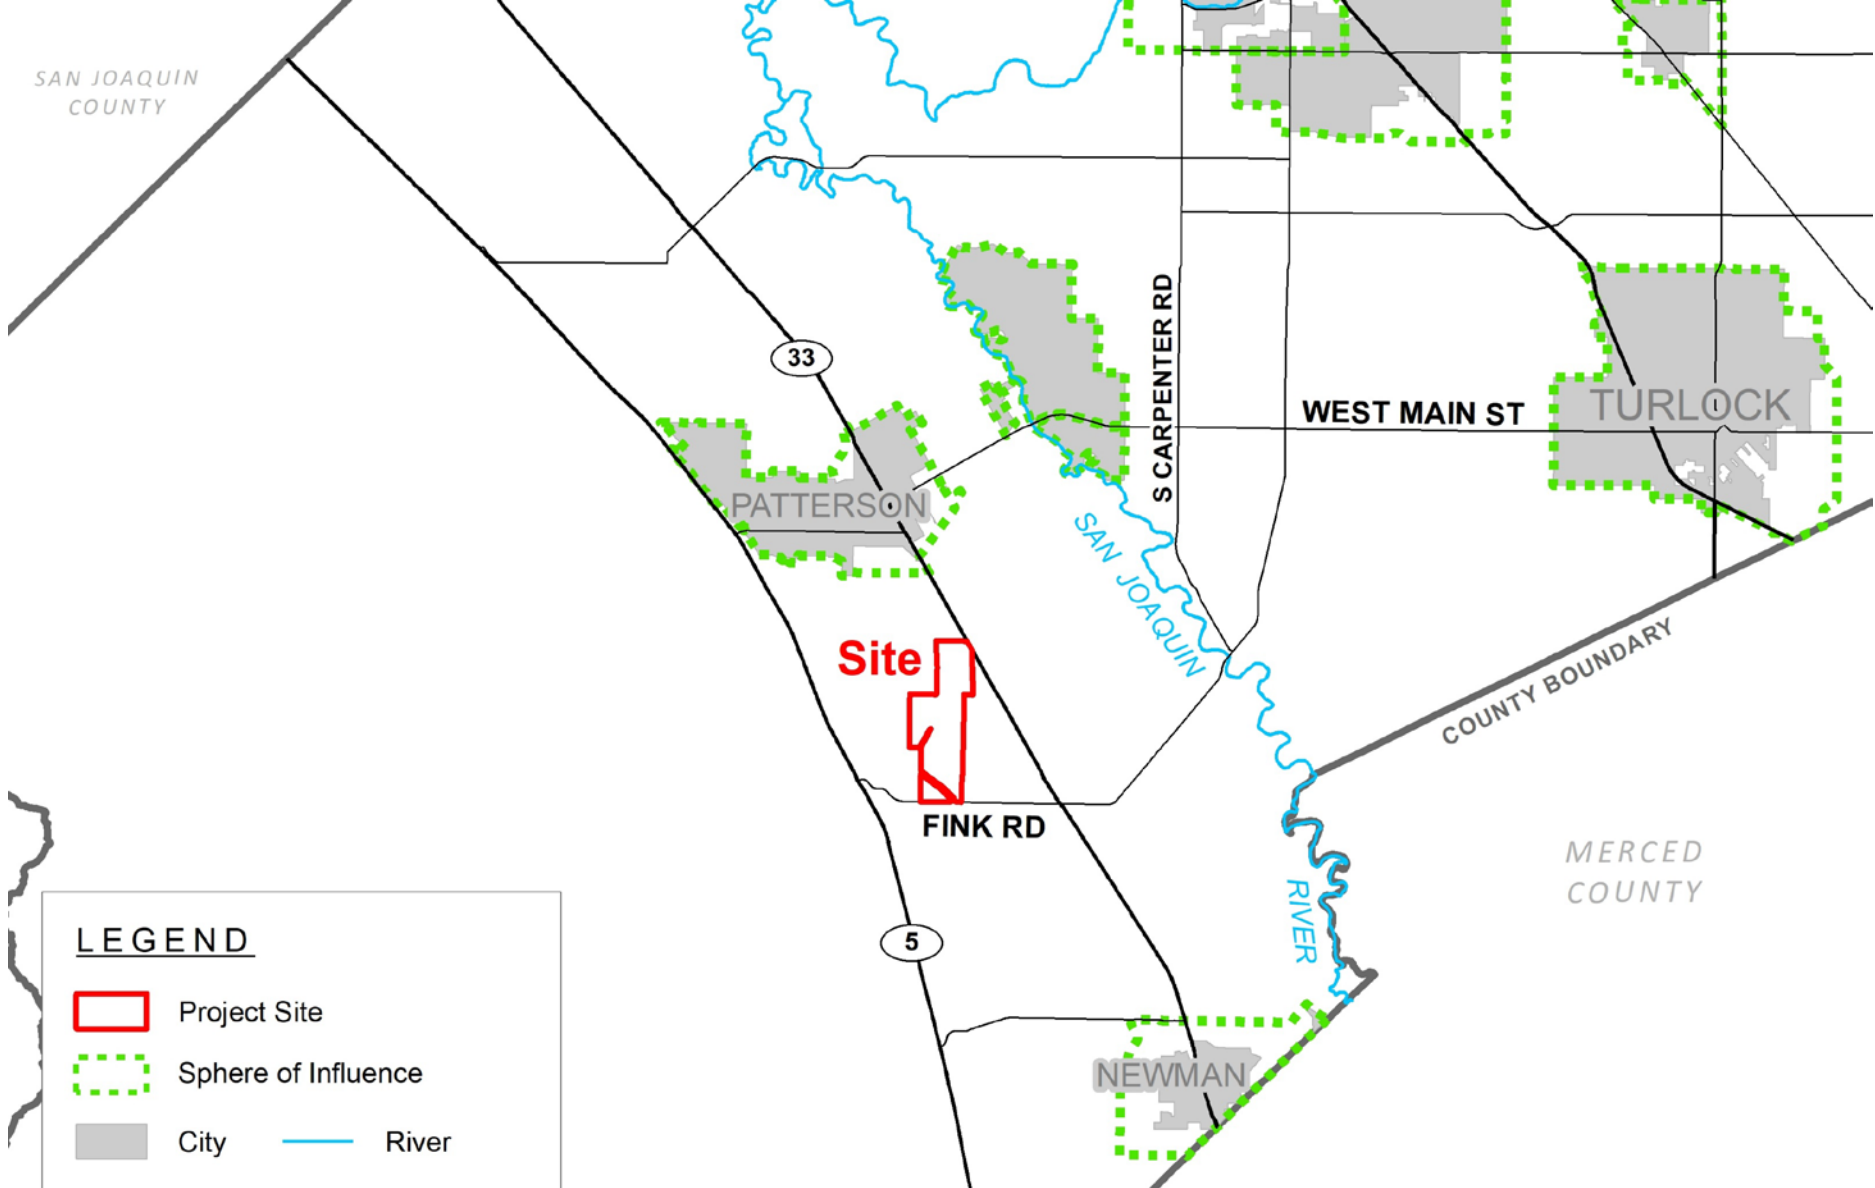 SAN JOAQUIN
COUNTY
33
S CARPENTER RD
WEST MAIN ST
TURLOCK
PATTERSON
SAN JOAQUIN
RIVER
Site
COUNTY BOUNDARY
FINK RD
MERCED
COUNTY
5
NEWMAN
LEGEND
Project Site
Sphere of Influence
City
River